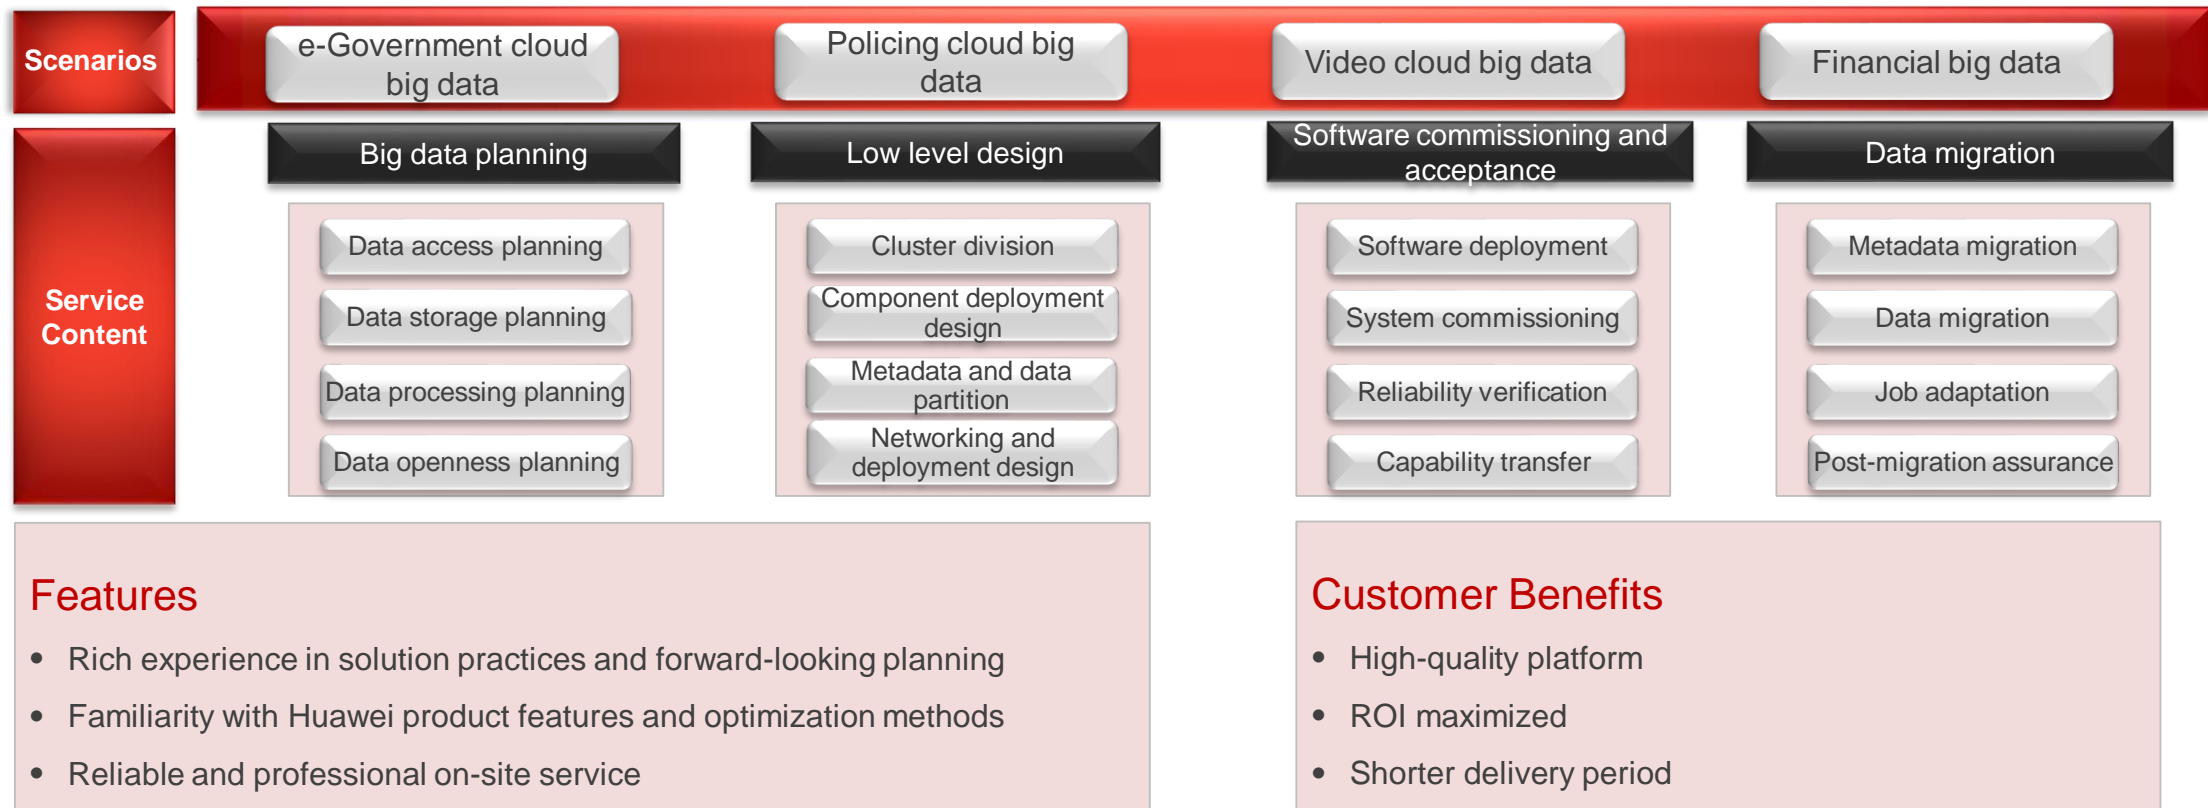 Scenarios
e-Government cloud
big data
Policing cloud big
data
Video cloud big data
Financial big data
Service
Content
Big data planning
Data access planning
Data storage planning
Data processing planning
Data openness planning
Low level design
Cluster division
Component deployment
design
Metadata and data
partition
Networking and
deployment design
Software commissioning and
acceptance
Software deployment
System commissioning
Reliability verification
Capability transfer
Data migration
Metadata migration
Data migration
Job adaptation
Post-migration assurance
Features
• Rich experience in solution practices and forward-looking planning
• Familiarity with Huawei product features and optimization methods
• Reliable and professional on-site service
Customer Benefits
• High-quality platform
• ROI maximized
• Shorter delivery period